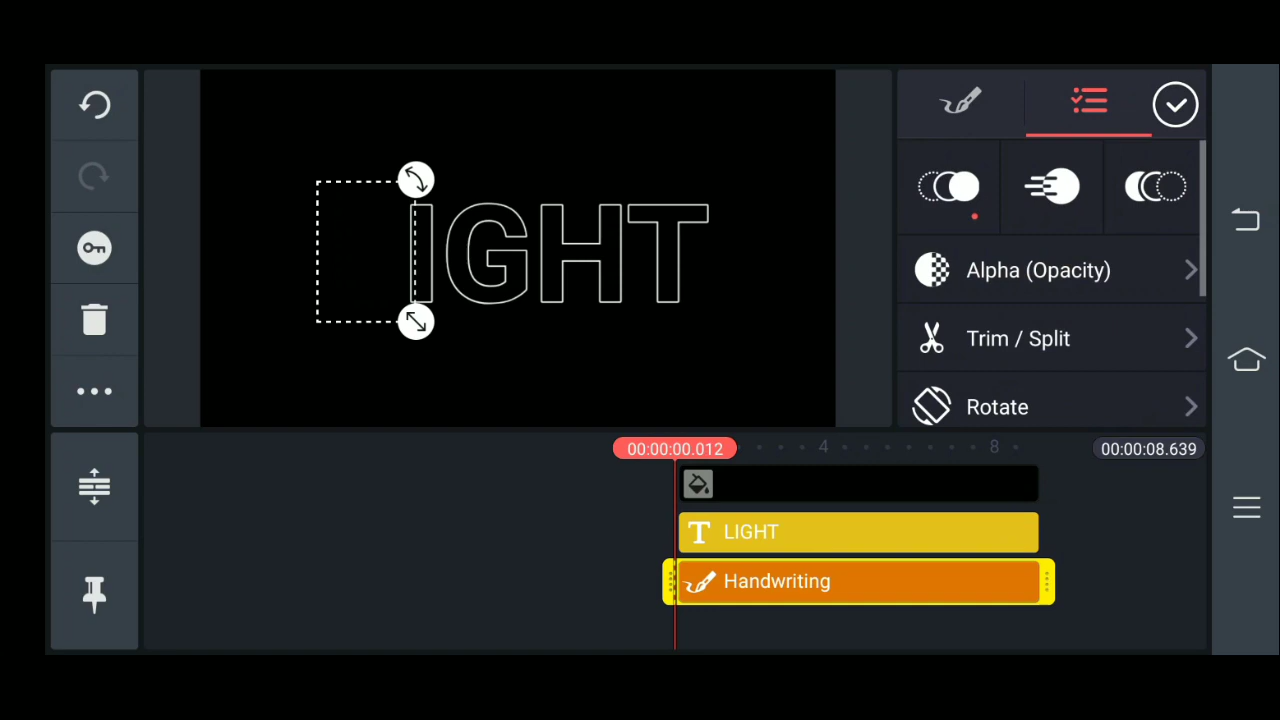 IGHT
Alpha (Opacity)
Trim / Split
Rotate
00:00:00.012
4
8
00:00:08.639
T LIGHT
Handwriting